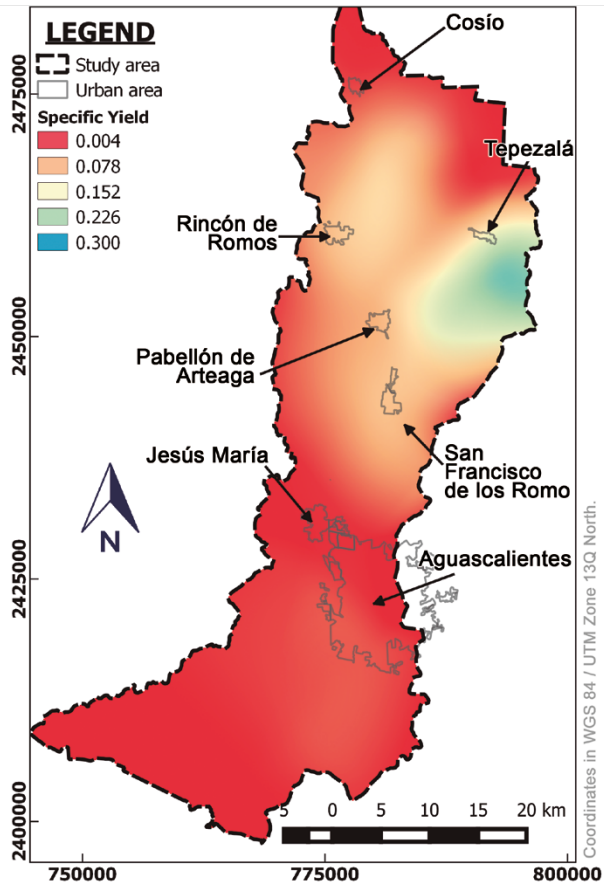 LEGEND
Study area
Urban area
Specific Yield
0.004
0.078
0.152
0.226
0.300
Cosío
Tepezalá
Rincón de
Romos
Pabellón de
Arteaga
Jesús María
San
Francisco
de los Romo
Aguascalientes
N
2475000
2450000
2425000
2400000
5 0 5 10 15 20 km
750000 775000 800000
Coordinates in WGS 84 / UTM Zone 13Q North.